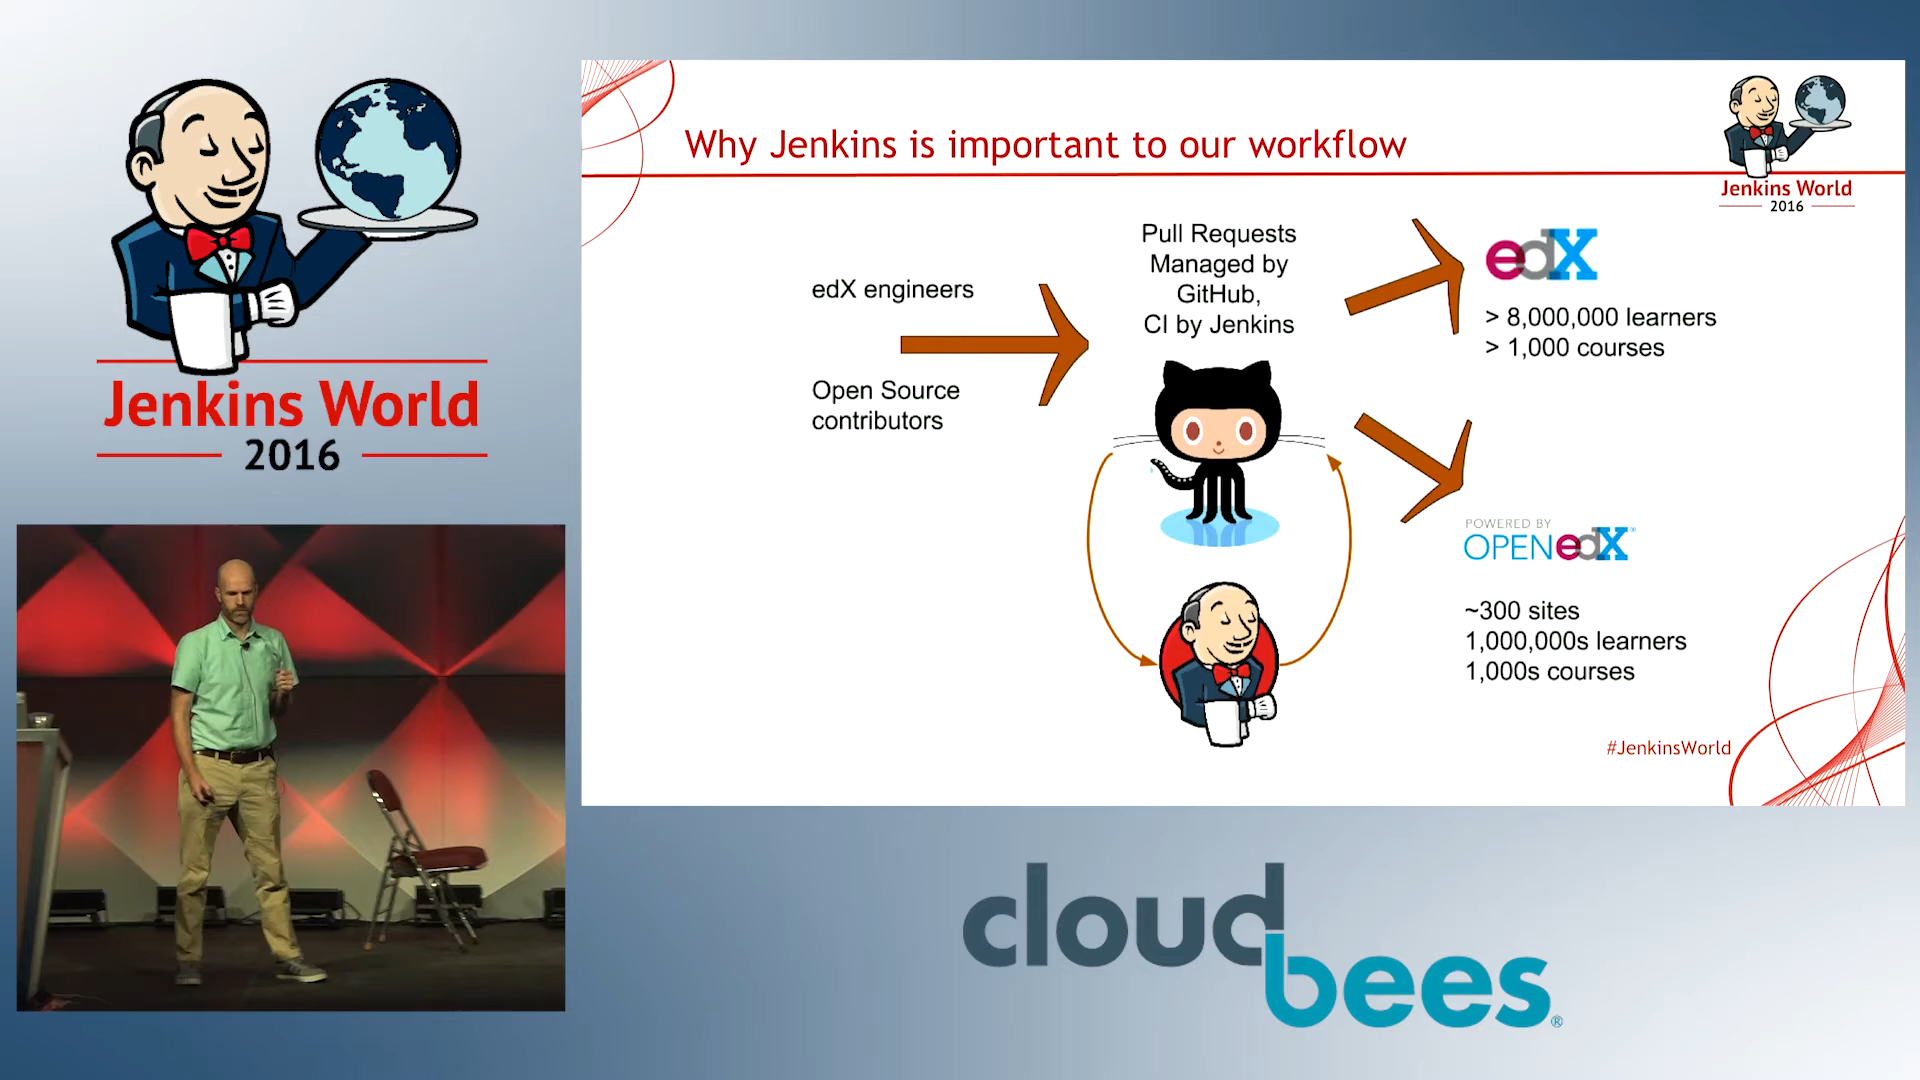 Jenkins World
2016
Why Jenkins is important to our workflow
Jenkins World
2016
edX engineers
Open Source
contributors
Pull Requests
Managed by
GitHub,
CI by Jenkins
edX
> 8,000,000 learners
> 1,000 courses
POWERED BY
OPEN edX®
~300 sites
1,000,000s learners
1,000s courses
#JenkinsWorld
cloudbees®